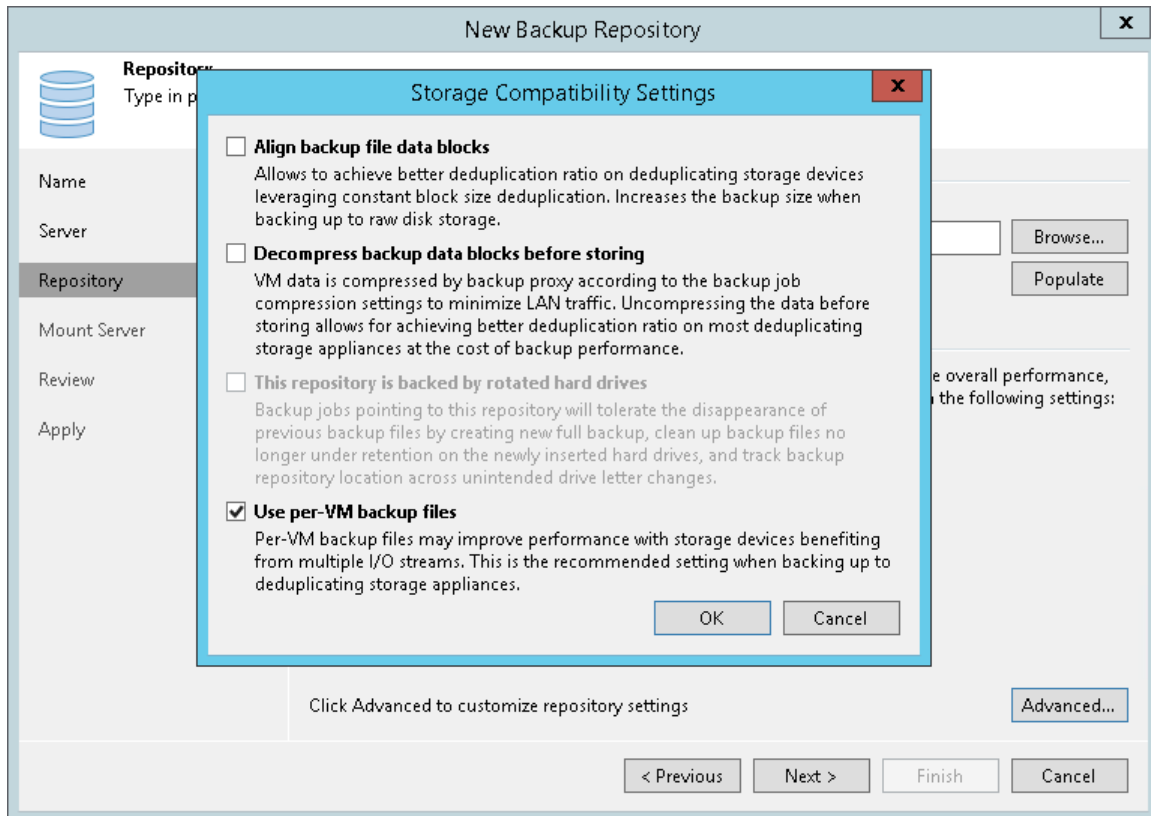 New Backup Repository
x
Repository
Type in p
Storage Compatibility Settings
x
Align backup file data blocks
Allows to achieve better deduplication ratio on deduplicating storage devices
leveraging constant block size deduplication. Increases the backup size when
backing up to raw disk storage.
Decompress backup data blocks before storing
VM data is compressed by backup proxy according to the backup job
compression settings to minimize LAN traffic. Uncompressing the data before
storing allows for achieving better deduplication ratio on most deduplicating
storage appliances at the cost of backup performance.
This repository is backed by rotated hard drives
Backup jobs pointing to this repository will tolerate the disappearance of
previous backup files by creating new full backup, clean up backup files no
longer under retention on the newly inserted hard drives, and track backup
repository location across unintended drive letter changes.
Use per-VM backup files
Per-VM backup files may improve performance with storage devices benefiting
from multiple I/O streams. This is the recommended setting when backing up to
deduplicating storage appliances.
OK
Cancel
Name
Server
Repository
Mount Server
Review
Apply
Browse...
Populate
e overall performance,
the following settings:
Click Advanced to customize repository settings
Advanced...
< Previous
Next >
Finish
Cancel